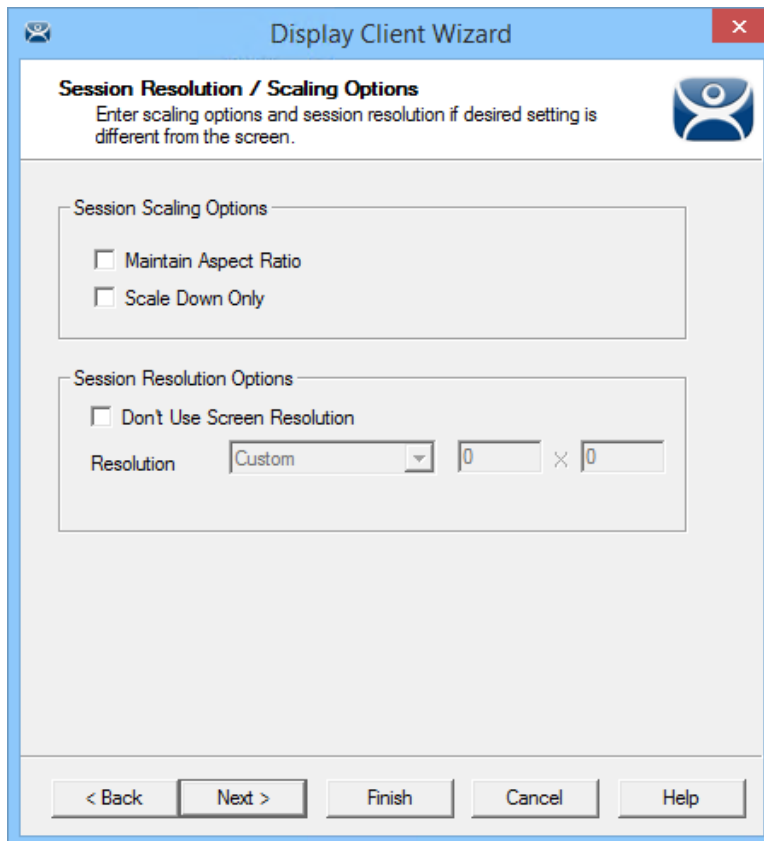 Display Client Wizard
Session Resolution / Scaling Options
Enter scaling options and session resolution if desired setting is
different from the screen.
Session Scaling Options
Maintain Aspect Ratio
Scale Down Only
Session Resolution Options
Don't Use Screen Resolution
Resolution Custom 0 X 0
< Back Next > Finish Cancel Help